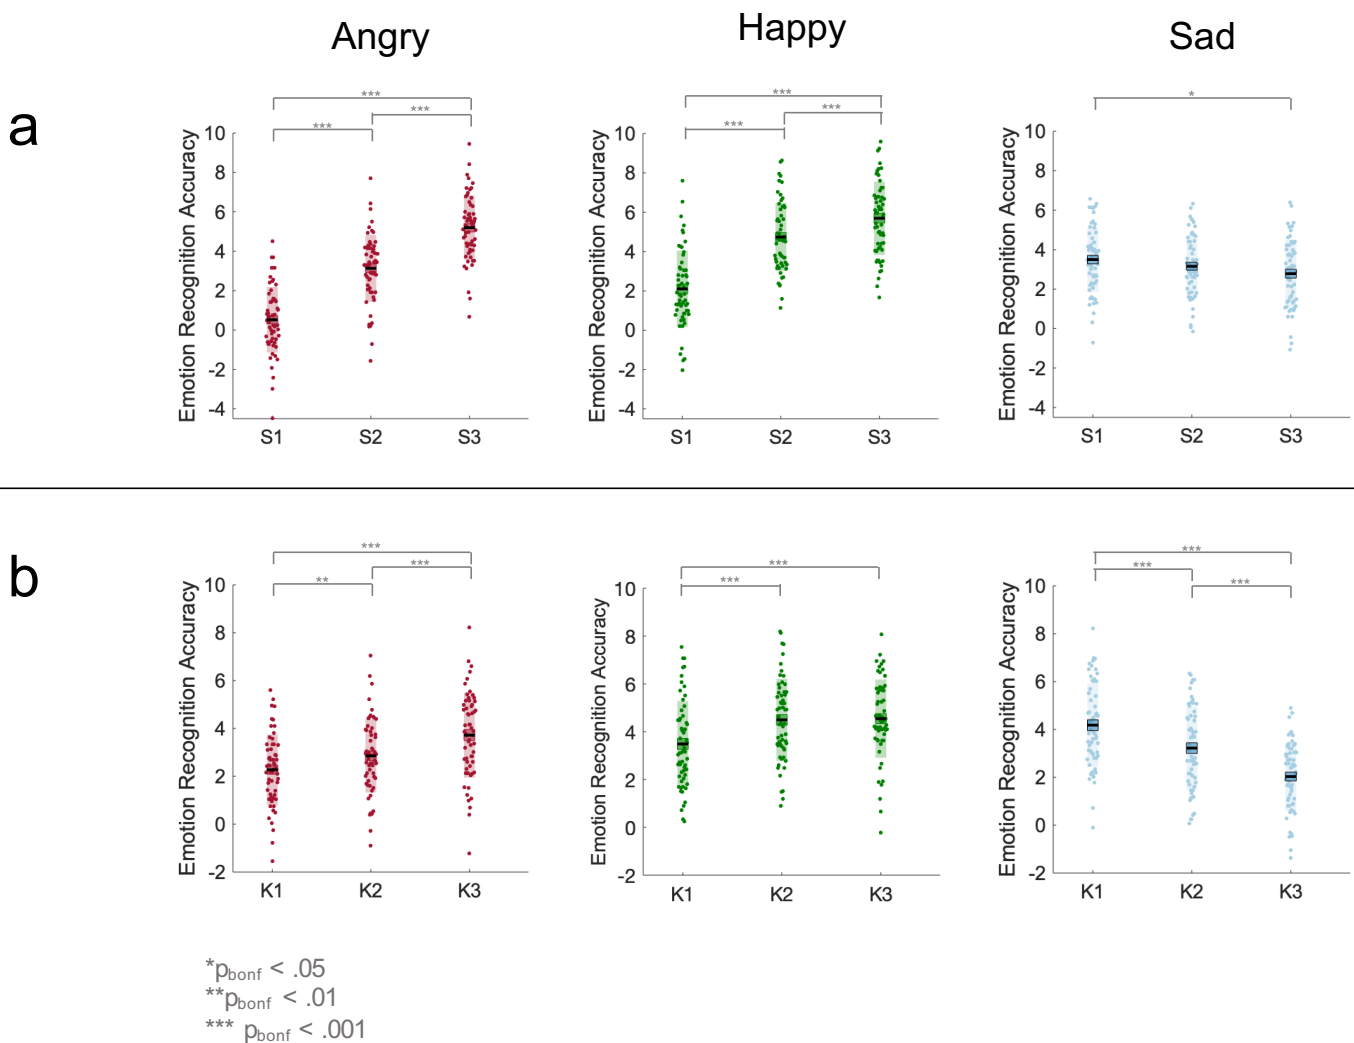 Angry
Happy
Sad
a
***
***
***
Emotion Recognition Accuracy
10
8
6
4
2
0
-2
-4
S1
S2
S3
***
***
***
Emotion Recognition Accuracy
10
8
6
4
2
0
-2
-4
S1
S2
S3
*
Emotion Recognition Accuracy
10
8
6
4
2
0
-2
-4
S1
S2
S3
b
***
**
***
Emotion Recognition Accuracy
10
8
6
4
2
0
-2
K1
K2
K3
***
***
Emotion Recognition Accuracy
10
8
6
4
2
0
-2
K1
K2
K3
***
***
***
Emotion Recognition Accuracy
10
8
6
4
2
0
-2
K1
K2
K3
*pbonf < .05
**pbonf < .01
*** pbonf < .001